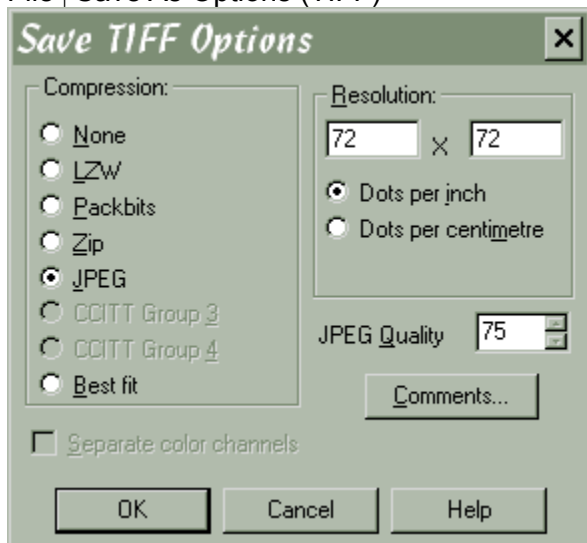 File | Save As Options (TIFF)
Save TIFF Options
Compression:
None
LZW
Packbits
Zip
JPEG
CCITT Group 3
CCITT Group 4
Best fit
Separate color channels
Resolution:
72 X 72
Dots per inch
Dots per centimetre
JPEG Quality 75
Comments...
OK Cancel Help